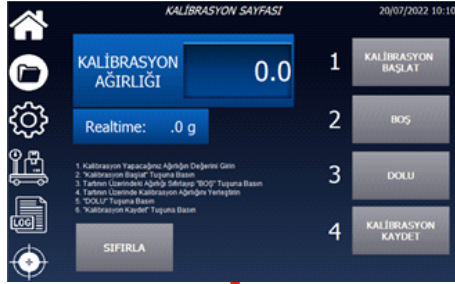 KALİBRASYON SAYFASI
20/07/2022 10:10
KALİBRASYON
AĞIRLIĞI
0.0
Realtime: .0 g
1. Kalibrasyon Yapacağınız Ağırlığın Değerini Girin
2. "Kalibrasyon Başlat" Tuşuna Basın
3. Tartının Üzerindeki Ağırlığı Sıfırlayıp "BOŞ" Tuşuna Basın
4. Tartının Üzerinde Kalibrasyon Ağırlığını Yerleştirin
5. "DOLU" Tuşuna Basın
6. "Kalibrasyon Kaydet" Tuşuna Basın
SIFIRLA
1
KALİBRASYON
BAŞLAT
2
BOŞ
3
DOLU
4
KALİBRASYON
KAYDET
LOG